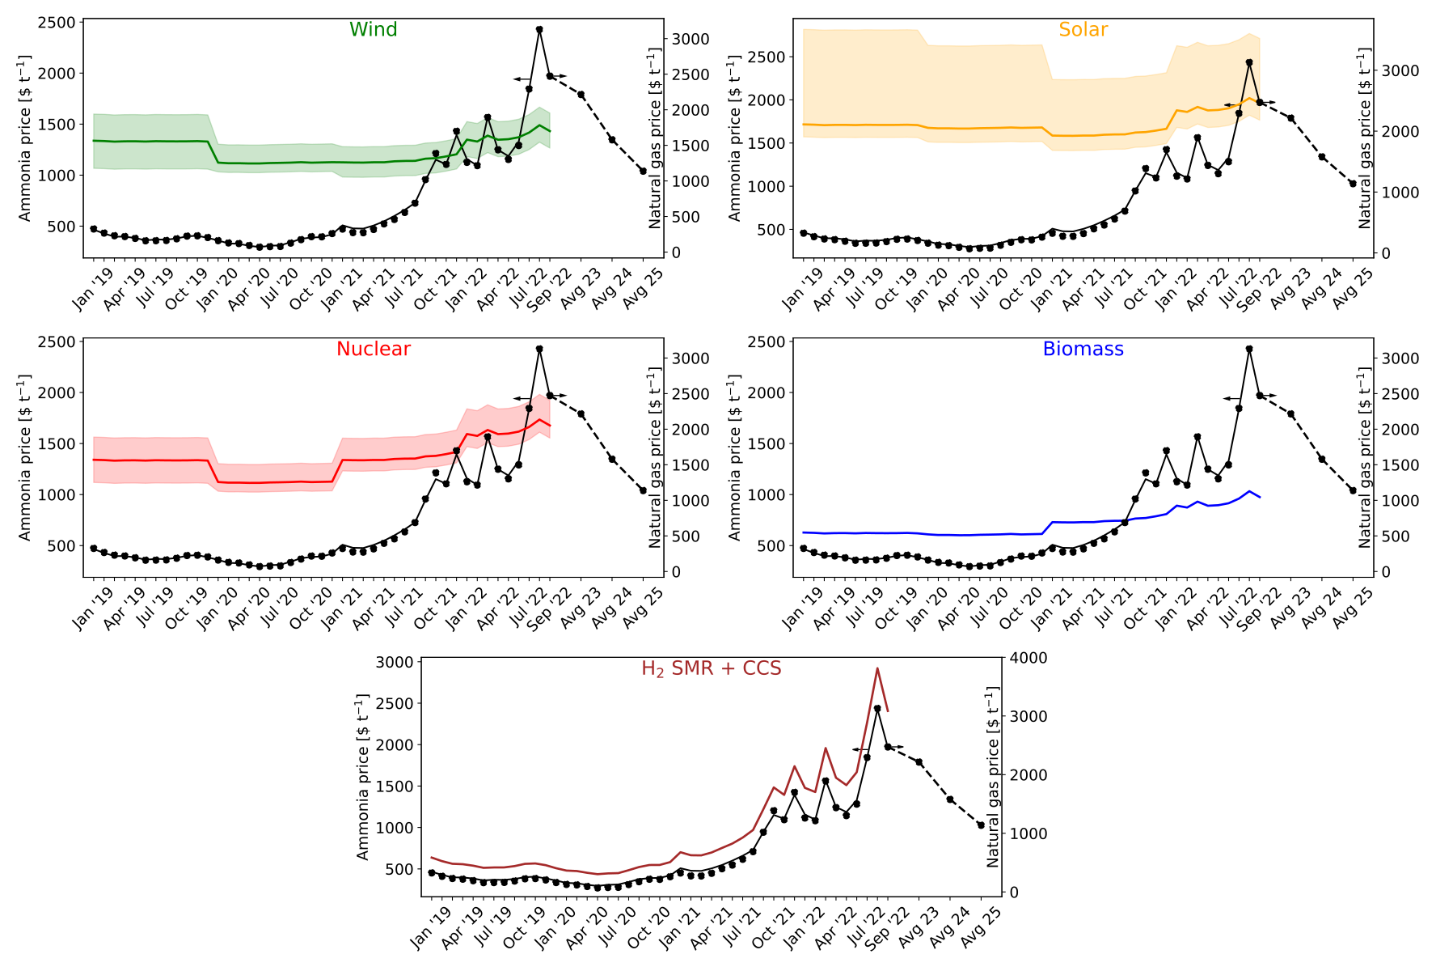 Wind
Ammonia price [$ t⁻¹]
2500
2000
1500
1000
500
Natural gas price [$ t⁻¹]
3000
2500
2000
1500
1000
500
0
Jan '19
Apr '19
Jul '19
Oct '19
Jan '20
Apr '20
Jul '20
Oct '20
Jan '21
Apr '21
Jul '21
Oct '21
Jan '22
Apr '22
Jul '22
Sep '22
Avg 23
Avg 24
Avg 25
Solar
Ammonia price [$ t⁻¹]
2500
2000
1500
1000
500
Natural gas price [$ t⁻¹]
3000
2000
1000
0
Jan '19
Apr '19
Jul '19
Oct '19
Jan '20
Apr '20
Jul '20
Oct '20
Jan '21
Apr '21
Jul '21
Oct '21
Jan '22
Apr '22
Jul '22
Sep '22
Avg 23
Avg 24
Avg 25
Nuclear
Ammonia price [$ t⁻¹]
2500
2000
1500
1000
500
Natural gas price [$ t⁻¹]
3000
2500
2000
1500
1000
500
0
Jan '19
Apr '19
Jul '19
Oct '19
Jan '20
Apr '20
Jul '20
Oct '20
Jan '21
Apr '21
Jul '21
Oct '21
Jan '22
Apr '22
Jul '22
Sep '22
Avg 23
Avg 24
Avg 25
Biomass
Ammonia price [$ t⁻¹]
2500
2000
1500
1000
500
Natural gas price [$ t⁻¹]
3000
2500
2000
1500
1000
500
0
Jan '19
Apr '19
Jul '19
Oct '19
Jan '20
Apr '20
Jul '20
Oct '20
Jan '21
Apr '21
Jul '21
Oct '21
Jan '22
Apr '22
Jul '22
Sep '22
Avg 23
Avg 24
Avg 25
H₂ SMR + CCS
Ammonia price [$ t⁻¹]
3000
2500
2000
1500
1000
500
Natural gas price [$ t⁻¹]
4000
3000
2000
1000
0
Jan '19
Apr '19
Jul '19
Oct '19
Jan '20
Apr '20
Jul '20
Oct '20
Jan '21
Apr '21
Jul '21
Oct '21
Jan '22
Apr '22
Jul '22
Sep '22
Avg 23
Avg 24
Avg 25